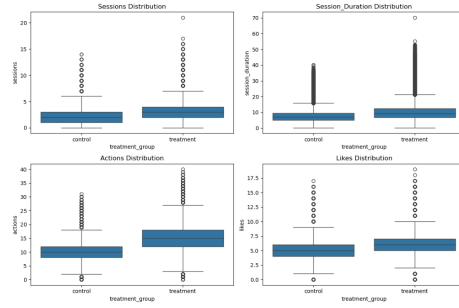 Sessions Distribution
20
15
10
5
0
sessions
control
treatment
treatment_group
Session_Duration Distribution
70
60
50
40
30
20
10
0
session_duration
control
treatment
treatment_group
Actions Distribution
40
35
30
25
20
15
10
5
0
actions
control
treatment
treatment_group
Likes Distribution
17.5
15.0
12.5
10.0
7.5
5.0
2.5
0.0
likes
control
treatment
treatment_group